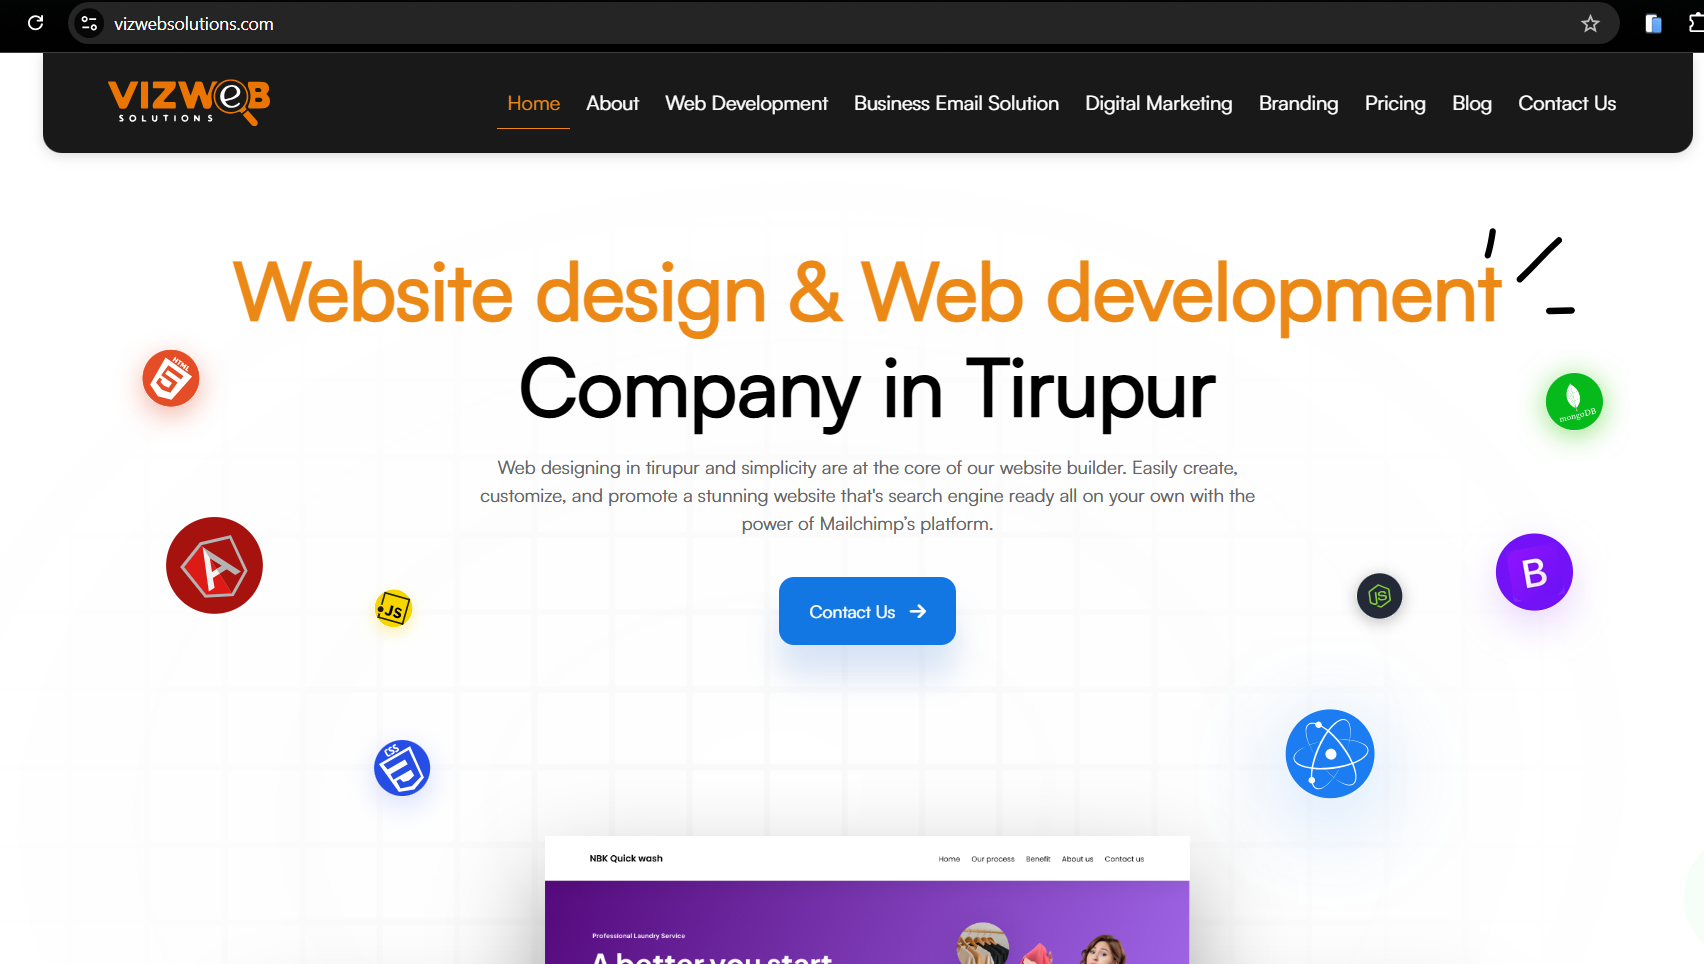 vizwebsolutions.com
VIZWeB
SOLUTIONS
Home About Web Development Business Email Solution Digital Marketing Branding Pricing Blog Contact Us
Website design & Web development
Company in Tirupur
HTML
5
mongoDB
Web designing in tirupur and simplicity are at the core of our website builder. Easily create,
customize, and promote a stunning website that's search engine ready all on your own with the
power of Mailchimp’s platform.
A
B
JS
JS
Contact Us
CSS
NBK Quick wash
Home Our process Benefit About us Contact us
Professional Laundry Service
A better you start